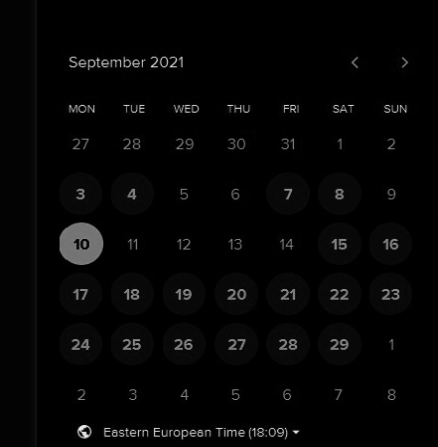 September 2021
MON TUE WED THU FRI SAT SUN
27 28 29 30 31 1 2
3 4 5 6 7 8 9
10 11 12 13 14 15 16
17 18 19 20 21 22 23
24 25 26 27 28 29 1
2 3 4 5 6 7 8
Eastern European Time (18:09)